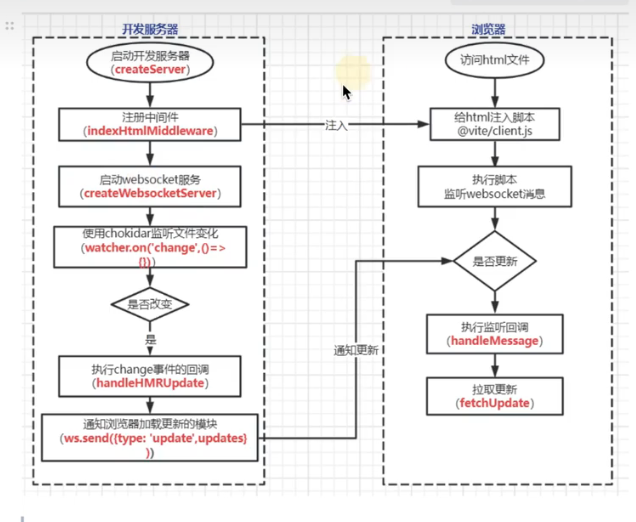 开发服务器
启动开发服务器
(createServer)
注册中间件
(indexHtmlMiddleware)
启动websocket服务
(createWebsocketServer)
使用chokidar监听文件变化
(watcher.on('change',()=>
{}))
是否改变
是
执行change事件的回调
(handleHMRUpdate)
通知浏览器加载更新的模块
(ws.send({type: 'update',updates}
))
注入
通知更新
浏览器
访问html文件
给html注入脚本
@vite/client.js
执行脚本
监听websocket消息
是否更新
执行监听回调
(handleMessage)
拉取更新
(fetchUpdate)